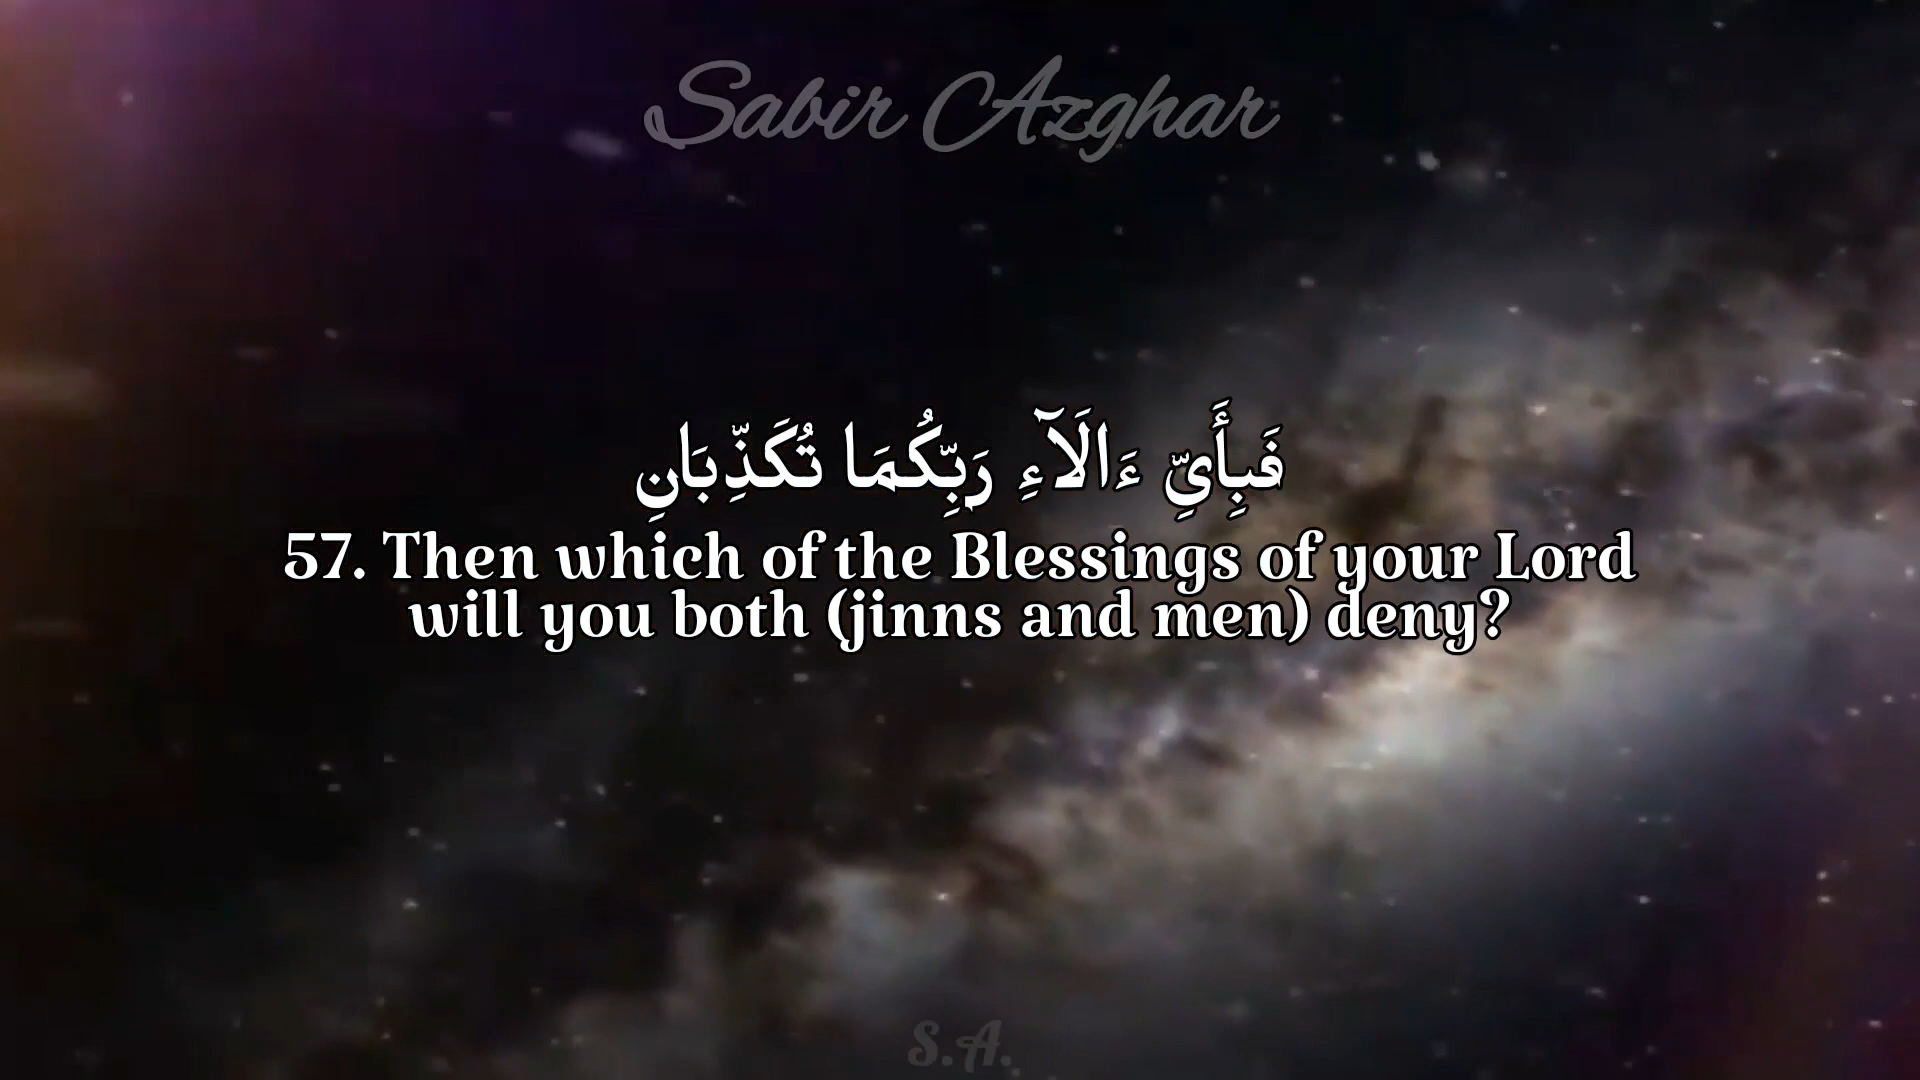 Sabir Azghar
فَبِأَيِّ ءَالَآءِ رَبِّكُمَا تُكَذِّبَانِ
57. Then which of the Blessings of your Lord
will you both (jinns and men) deny?
S.A.